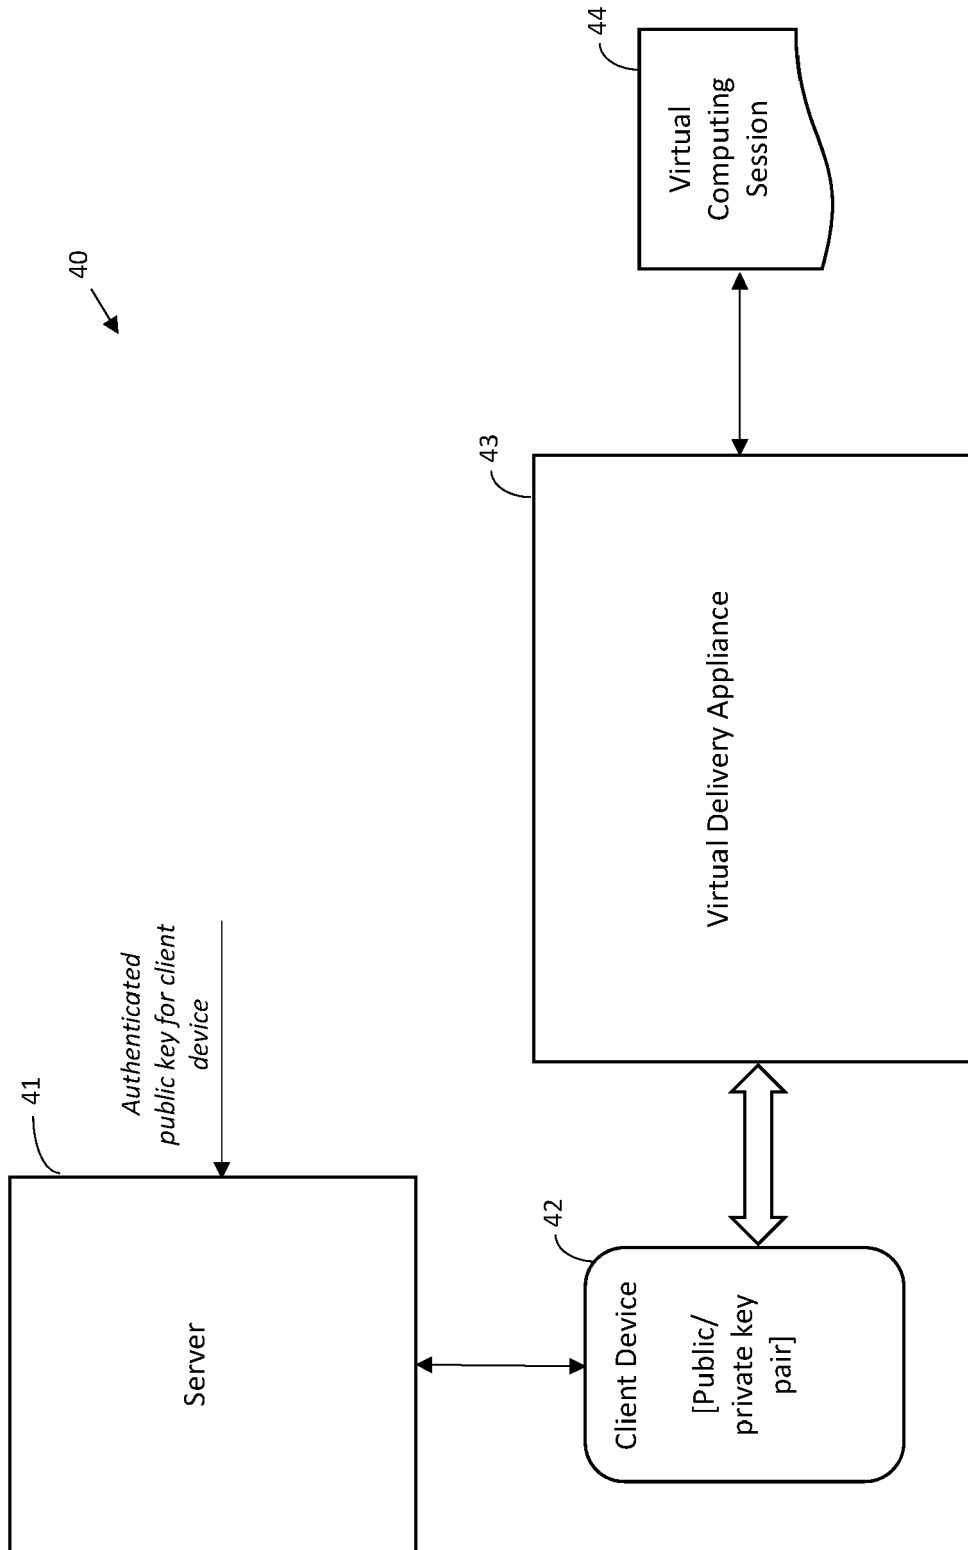 40
41
Server
Authenticated
public key for client
device
42
Client Device
[Public/
private key
pair]
43
Virtual Delivery Appliance
44
Virtual
Computing
Session